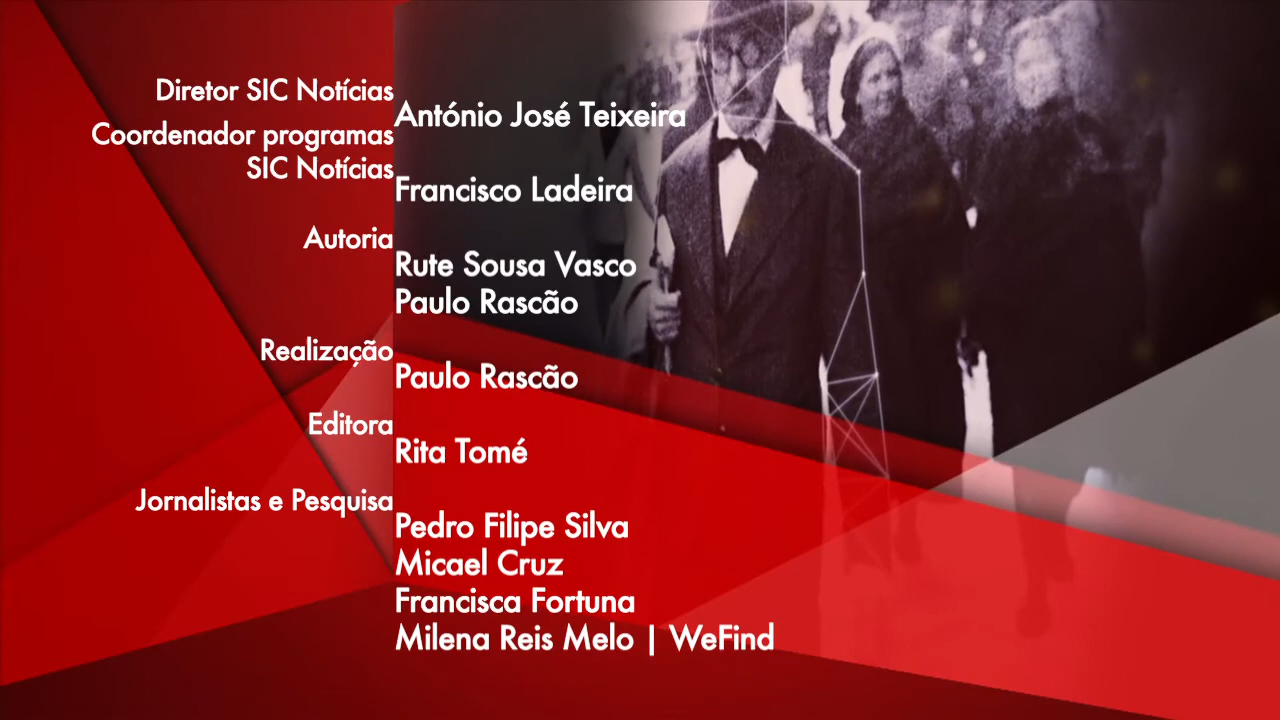 Diretor SIC Notícias
António José Teixeira
Coordenador programas
SIC Notícias
Francisco Ladeira
Autoria
Rute Sousa Vasco
Paulo Rascão
Realização
Paulo Rascão
Editora
Rita Tomé
Jornalistas e Pesquisa
Pedro Filipe Silva
Micael Cruz
Francisca Fortuna
Milena Reis Melo | WeFind